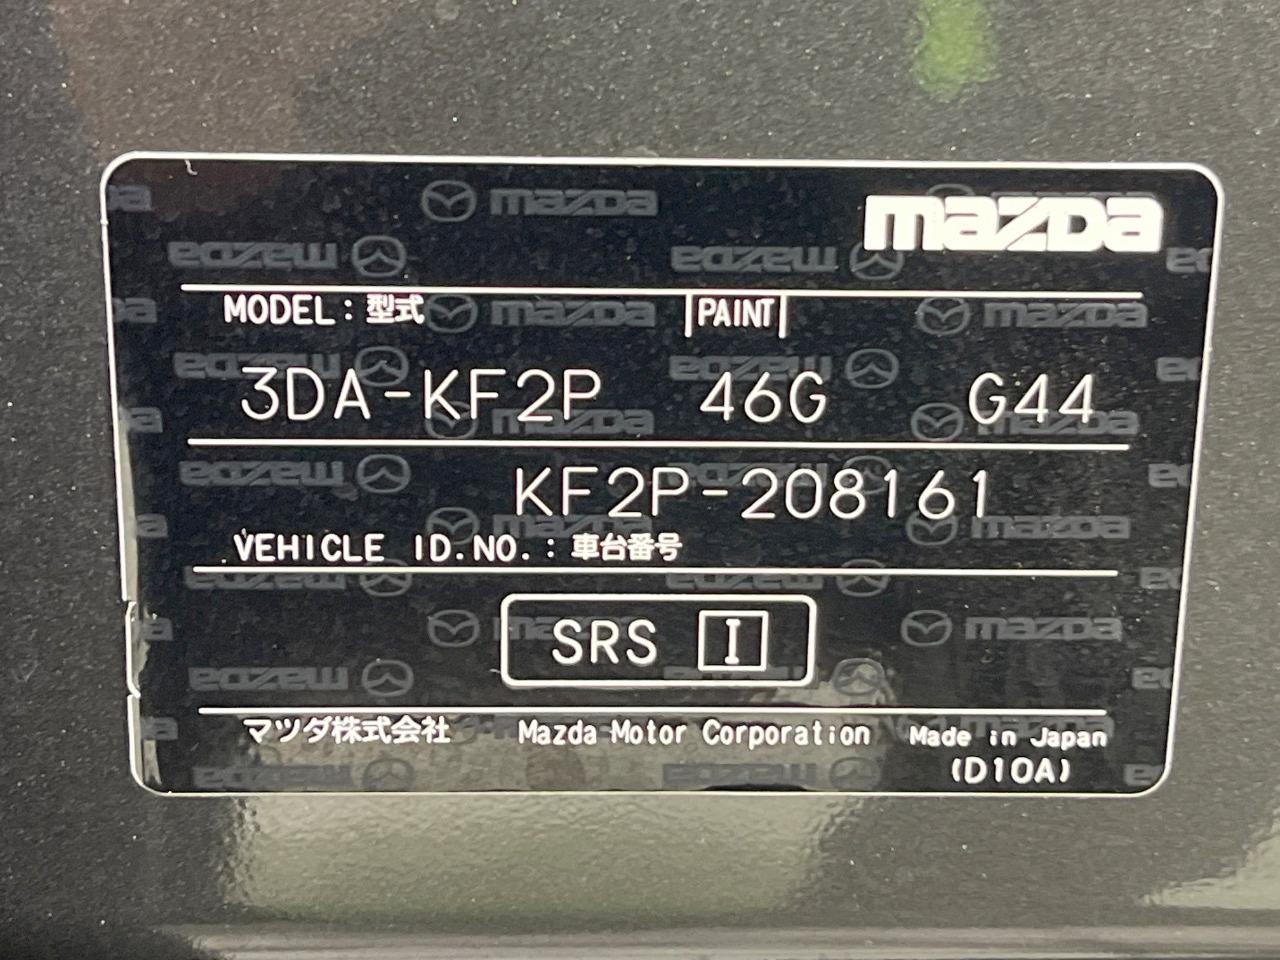 mazda
MODEL：型式 PAINT
3DA-KF2P 46G G44
KF2P-208161
VEHICLE ID.NO.：車台番号
SRS I
マツダ株式会社 Mazda Motor Corporation Made in Japan
(D10A)